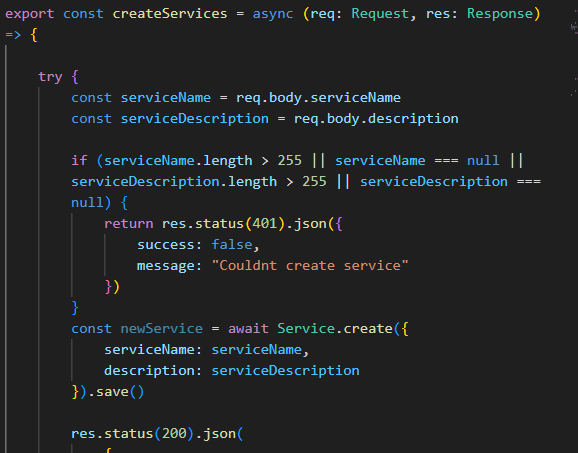 export const createServices = async (req: Request, res: Response)
=> {
try {
const serviceName = req.body.serviceName
const serviceDescription = req.body.description
if (serviceName.length > 255 || serviceName === null ||
serviceDescription.length > 255 || serviceDescription ===
null) {
return res.status(401).json({
success: false,
message: "Couldnt create service"
})
}
const newService = await Service.create({
serviceName: serviceName,
description: serviceDescription
}).save()
res.status(200).json(
{